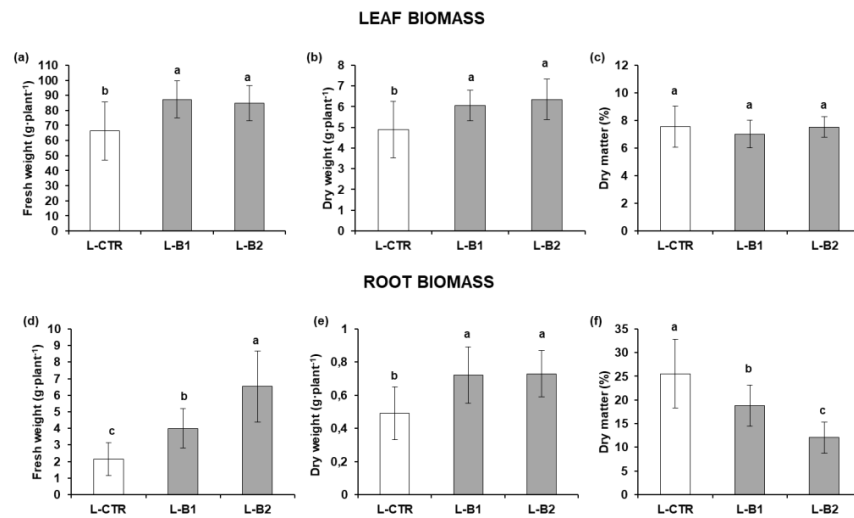 LEAF BIOMASS
(a)
Fresh weight (g·plant⁻¹)
110
100
90
80
70
60
50
40
30
20
10
0
b
a
a
L-CTR L-B1 L-B2
(b)
Dry weight (g·plant⁻¹)
8
7
6
5
4
3
2
1
0
b
a
a
L-CTR L-B1 L-B2
(c)
Dry matter (%)
12
10
8
6
4
2
0
a
a
a
L-CTR L-B1 L-B2
ROOT BIOMASS
(d)
Fresh weight (g·plant⁻¹)
10
9
8
7
6
5
4
3
2
1
0
c
b
a
L-CTR L-B1 L-B2
(e)
Dry weight (g·plant⁻¹)
1
0,8
0,6
0,4
0,2
0
b
a
a
L-CTR L-B1 L-B2
(f)
Dry matter (%)
35
30
25
20
15
10
5
0
a
b
c
L-CTR L-B1 L-B2